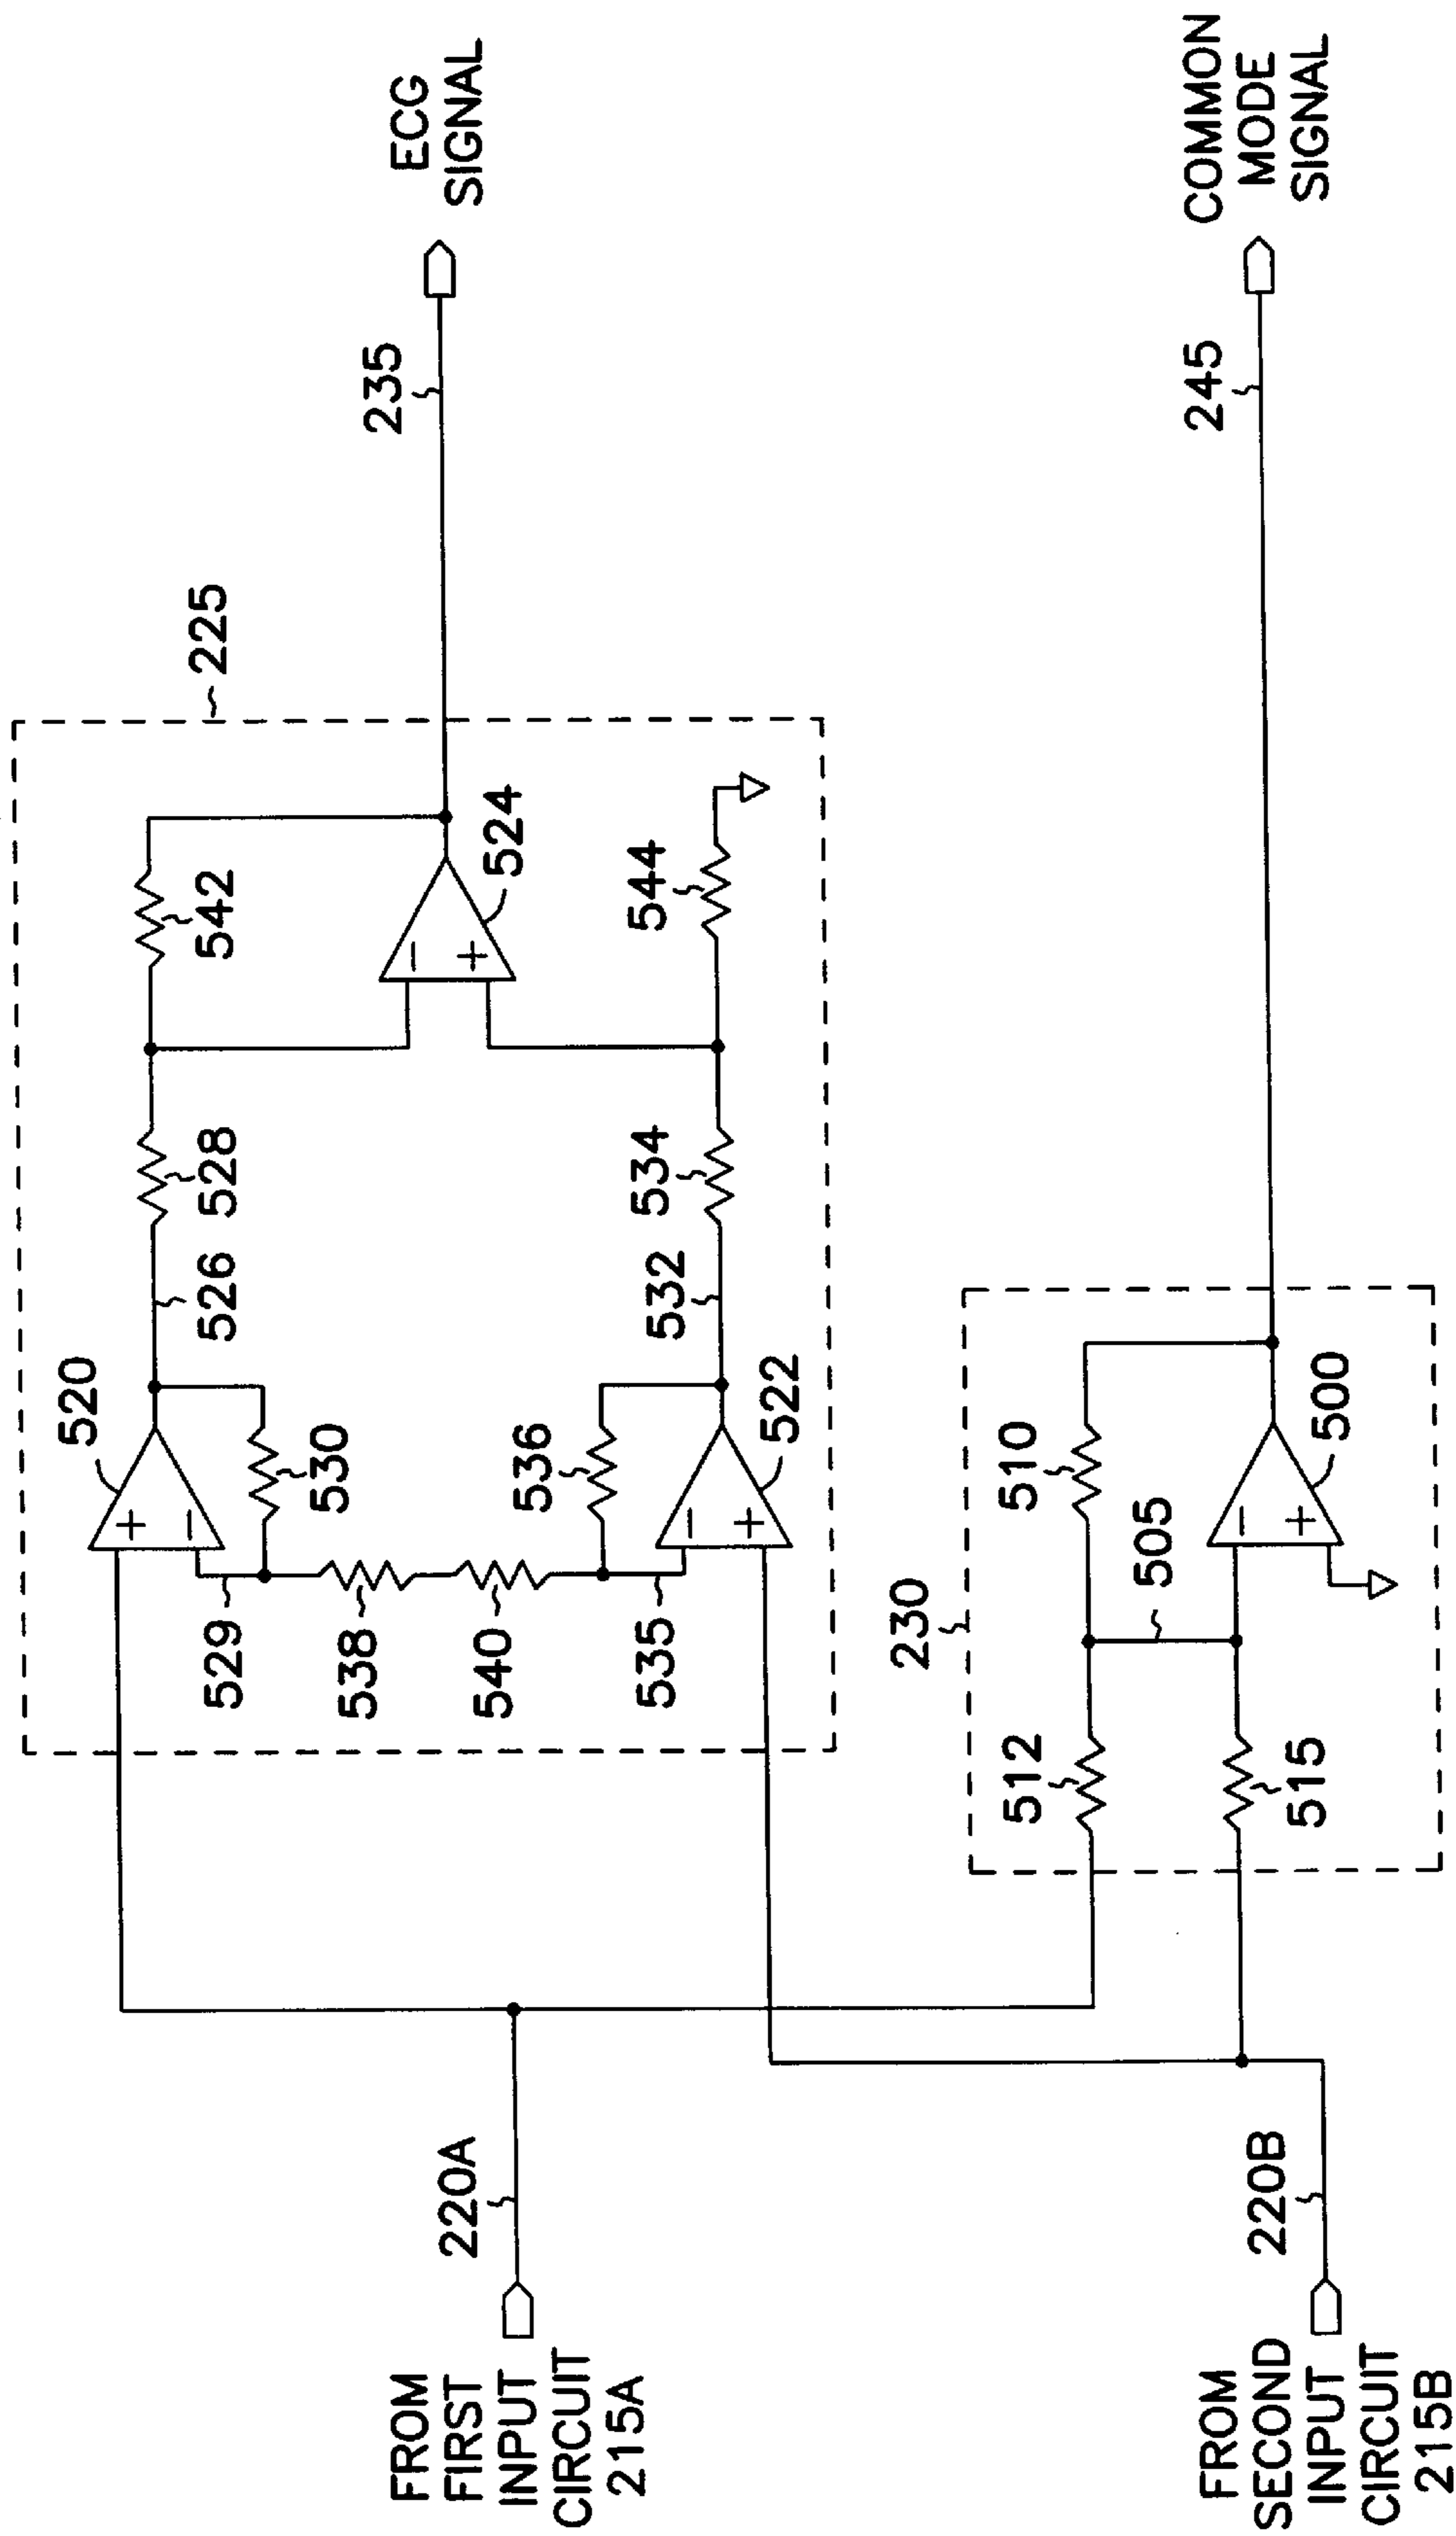 225
520
526
528
542
529
530
524
235
ECG
SIGNAL
538
540
536
532
534
544
535
522
220A
FROM
FIRST
INPUT
CIRCUIT
215A
230
512
510
505
515
500
245
COMMON
MODE
SIGNAL
220B
FROM
SECOND
INPUT
CIRCUIT
215B
+
−
−
+
−
+
−
+